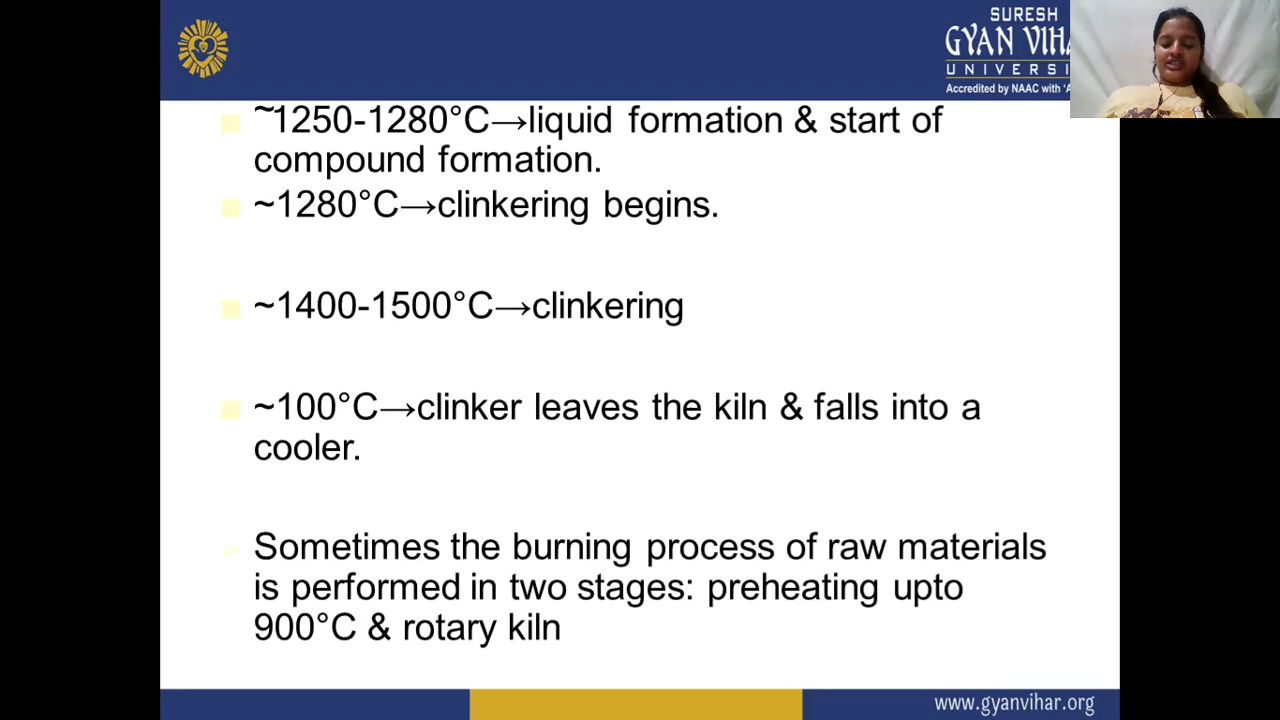 SURESH
GYAN VIHA
UNIVERSI
Accredited by NAAC with 'A
~1250-1280°C→liquid formation & start of
compound formation.
~1280°C→clinkering begins.
~1400-1500°C→clinkering
~100°C→clinker leaves the kiln & falls into a
cooler.
Sometimes the burning process of raw materials
is performed in two stages: preheating upto
900°C & rotary kiln
www.gyanvihar.org